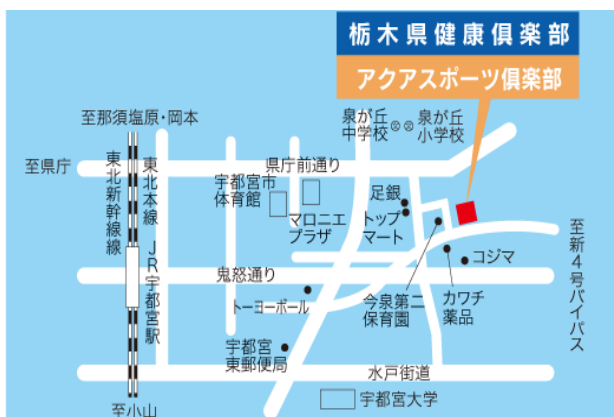 栃木県健康倶楽部
アクアスポーツ倶楽部
至那須塩原・岡本
泉が丘
中学校
泉が丘
小学校
至県庁
県庁前通り
東北新幹線線
東北本線
宇都宮市
体育館
マロニエ
プラザ
足銀
トップ
マート
至新4号バイパス
コジマ
JR宇都宮駅
鬼怒通り
トーヨーボール
今泉第二
保育園
カワチ
薬品
宇都宮
東郵便局
水戸街道
宇都宮大学
至小山